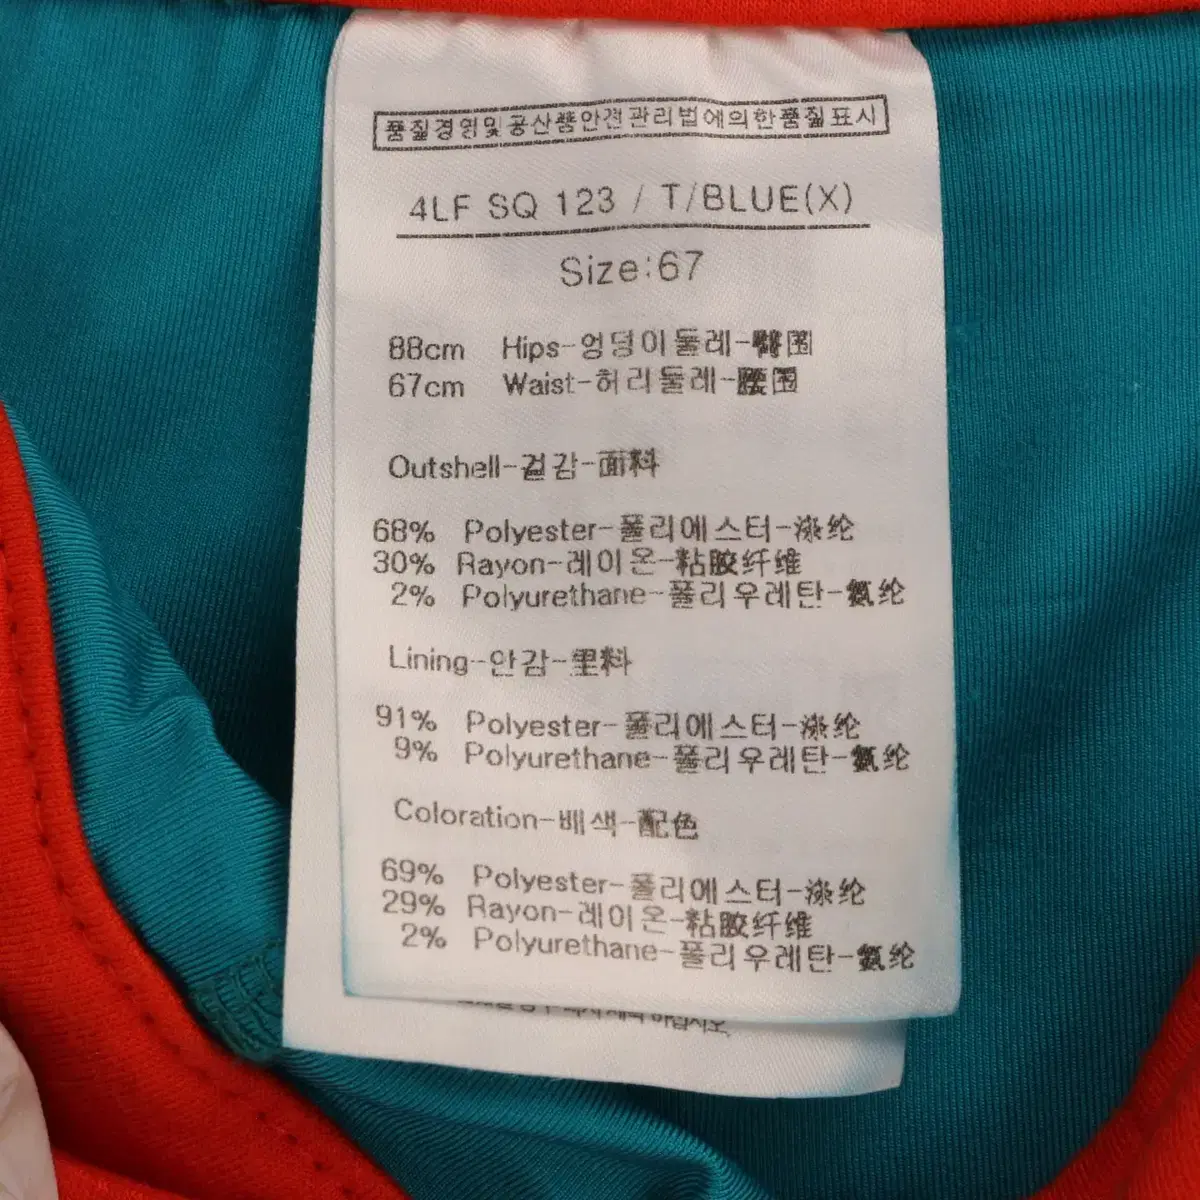 품질경영및공산품안전관리법에의한품질표시
4LF SQ 123 / T/BLUE(X)
Size:67
88cm Hips-엉덩이둘레-臀围
67cm Waist-허리둘레-腰围
Outshell-겉감-面料
68% Polyester-폴리에스터-涤纶
30% Rayon-레이온-粘胶纤维
2% Polyurethane-폴리우레탄-氨纶
Lining-안감-里料
91% Polyester-폴리에스터-涤纶
9% Polyurethane-폴리우레탄-氨纶
Coloration-배색-配色
69% Polyester-폴리에스터-涤纶
29% Rayon-레이온-粘胶纤维
2% Polyurethane-폴리우레탄-氨纶